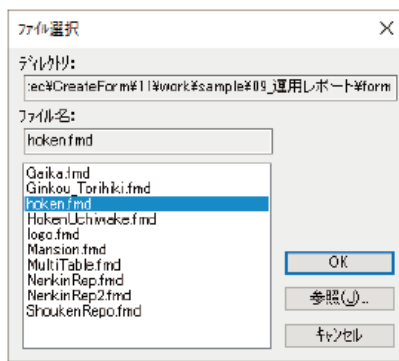 ファイル選択
ディレクトリ:
:ec¥CreateForm¥11¥work¥sample¥09_運用レポート¥form
ファイル名:
hoken.fmd
Gaika.fmd
Ginkou_Torihiki.fmd
hoken.fmd
HokenUchiwake.fmd
logo.fmd
Mansion.fmd
MultiTable.fmd
NenkinRep.fmd
NenkinRep2.fmd
ShoukenRepo.fmd
OK
参照(J)...
キャンセル